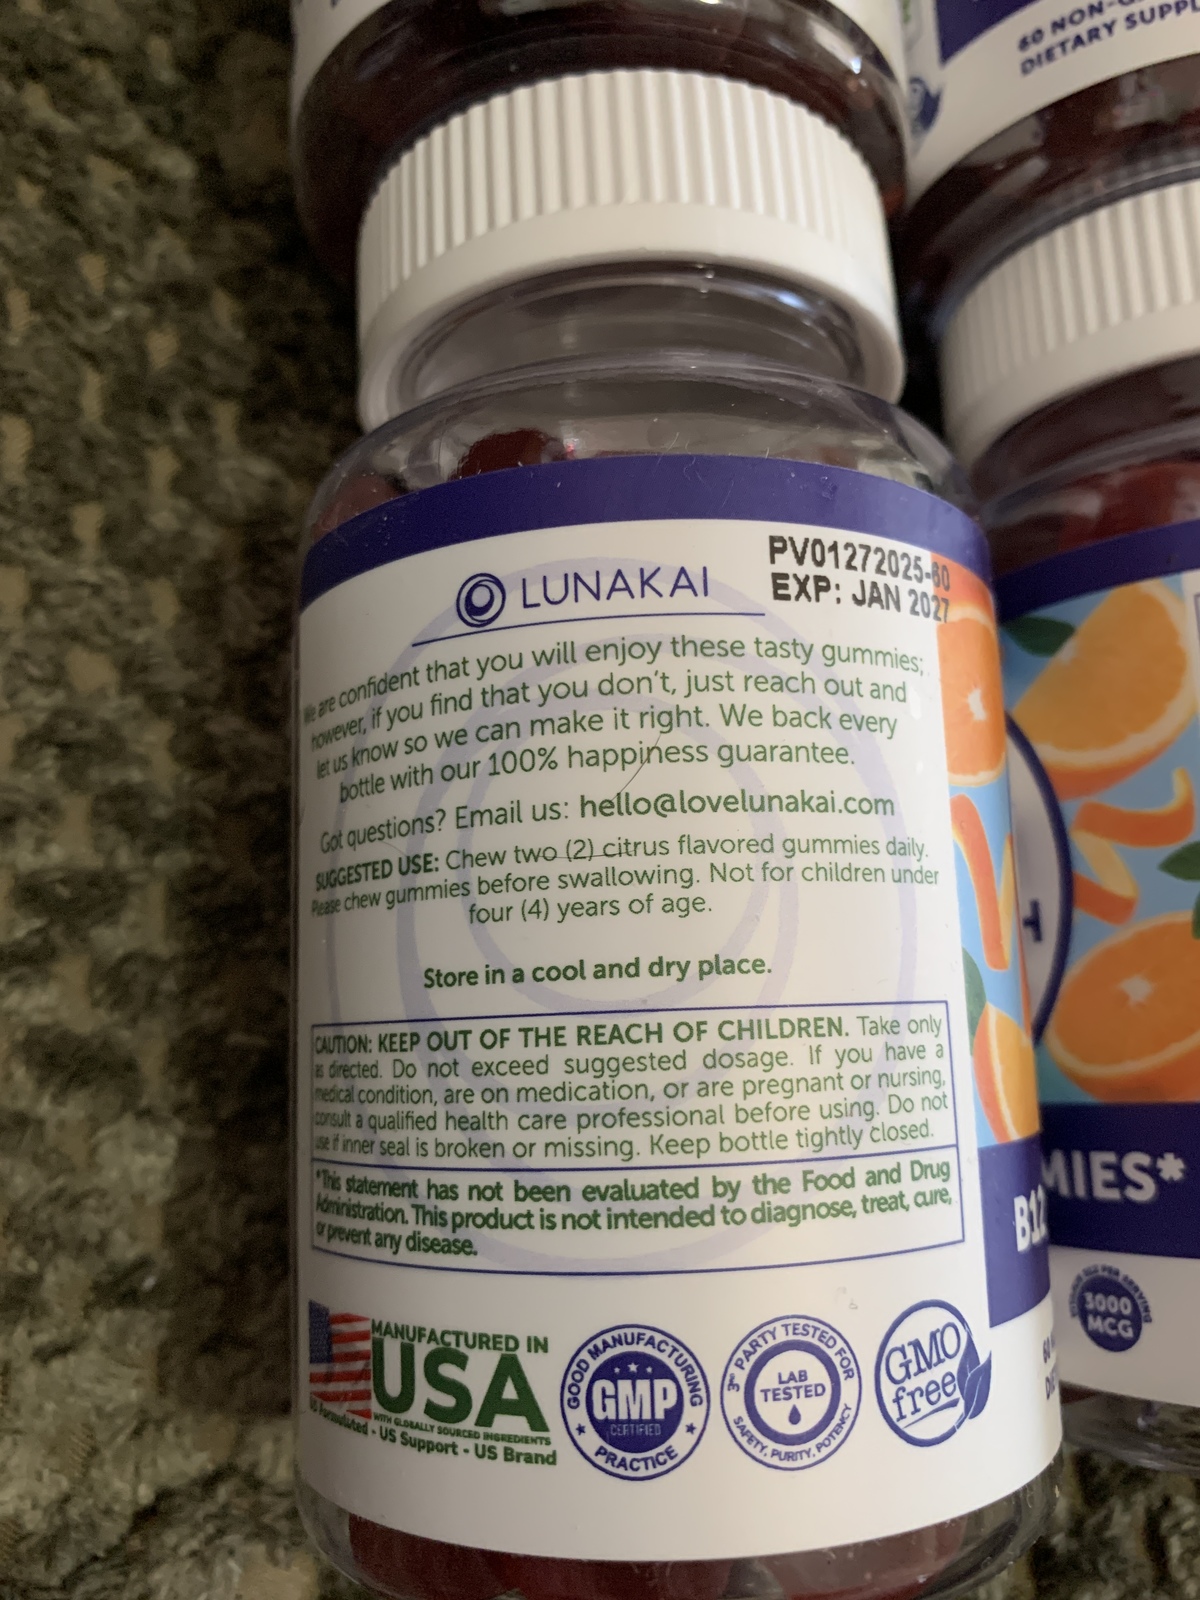 60 NON-G
DIETARY SUPPL
LUNAKAI
PV01272025-60
EXP: JAN 2027
We are confident that you will enjoy these tasty gummies;
however, if you find that you don't, just reach out and
let us know so we can make it right. We back every
bottle with our 100% happiness guarantee.
Got questions? Email us: hello@lovelunakai.com
SUGGESTED USE: Chew two (2) citrus flavored gummies daily.
Please chew gummies before swallowing. Not for children under
four (4) years of age.
Store in a cool and dry place.
CAUTION: KEEP OUT OF THE REACH OF CHILDREN. Take only
as directed. Do not exceed suggested dosage. If you have a
medical condition, are on medication, or are pregnant or nursing,
consult a qualified health care professional before using. Do not
use if inner seal is broken or missing. Keep bottle tightly closed.
*This statement has not been evaluated by the Food and Drug
Administration. This product is not intended to diagnose, treat, cure,
or prevent any disease.
MANUFACTURED IN
USA
WITH GLOBALLY SOURCED INGREDIENTS
US Formulated - US Support - US Brand
GOOD MANUFACTURING
GMP
CERTIFIED
PRACTICE
3rd PARTY TESTED FOR
LAB
TESTED
SAFETY, PURITY, POTENCY
GMO
free
MIES*
B12
3000
MCG